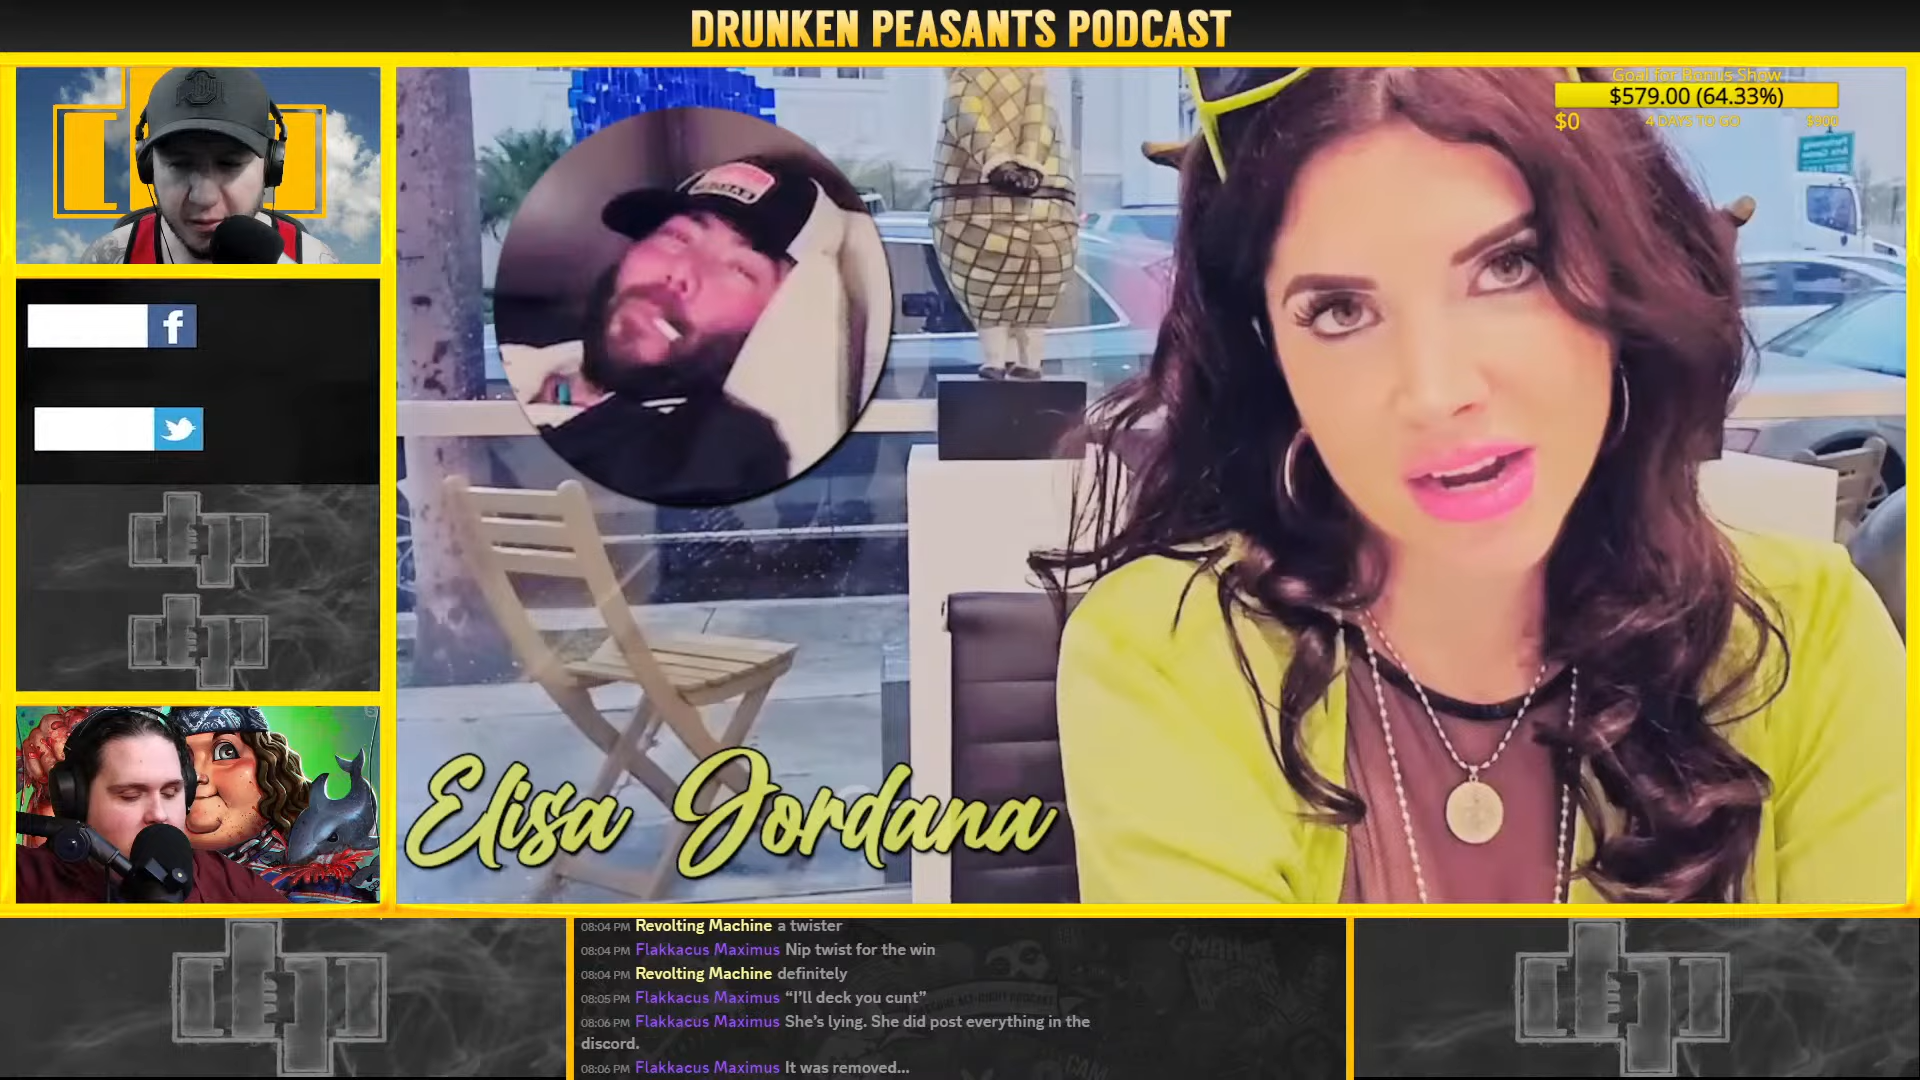 DRUNKEN PEASANTS PODCAST
Goal for Bonus Show
$579.00 (64.33%)
$0
4 DAYS TO GO
$900
f
Elisa Jordana
08:04 PM Revolting Machine a twister
08:04 PM Flakkacus Maximus Nip twist for the win
08:04 PM Revolting Machine definitely
08:05 PM Flakkacus Maximus “I’ll deck you cunt”
08:06 PM Flakkacus Maximus She’s lying. She did post everything in the
discord.
08:06 PM Flakkacus Maximus It was removed...